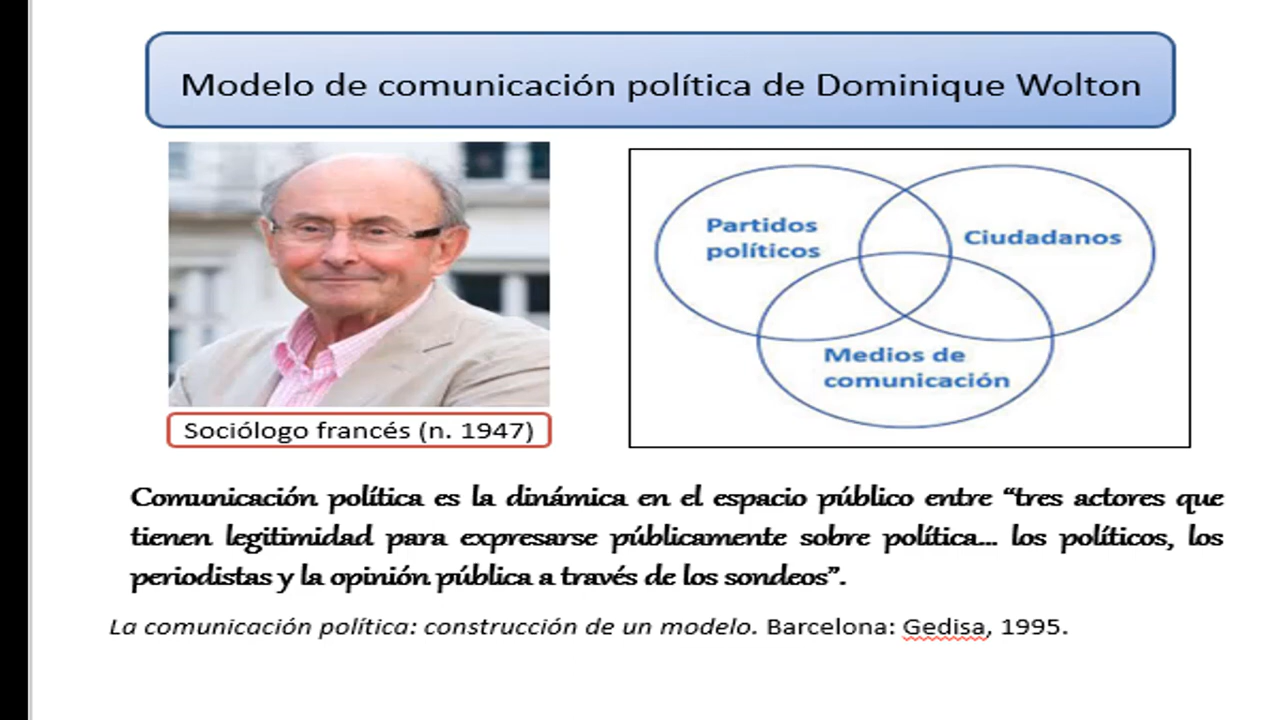 Modelo de comunicación política de Dominique Wolton
Partidos
políticos
Ciudadanos
Medios de
comunicación
Sociólogo francés (n. 1947)
Comunicación política es la dinámica en el espacio público entre “tres actores que
tienen legitimidad para expresarse públicamente sobre política... los políticos, los
periodistas y la opinión pública a través de los sondeos”.
La comunicación política: construcción de un modelo. Barcelona: Gedisa, 1995.